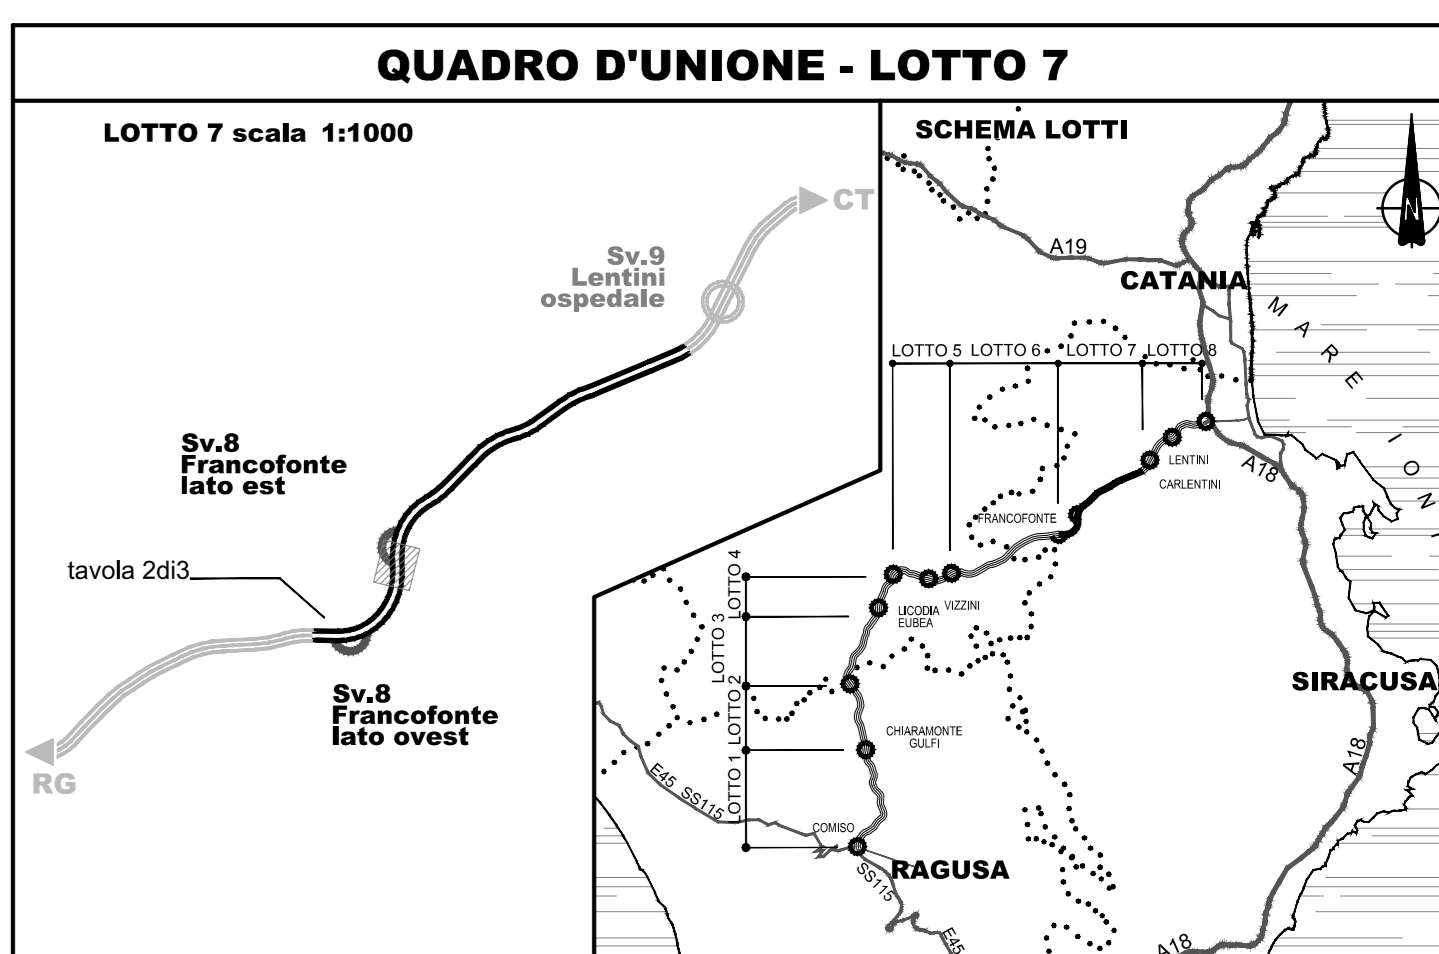 QUADRO D'UNIONE - LOTTO 7
LOTTO 7 scala 1:1000
CT
Sv.9
Lentini
ospedale
Sv.8
Francofonte
lato est
tavola 2di3
Sv.8
Francofonte
lato ovest
RG
SCHEMA LOTTI
N
A19
CATANIA
MARE ION
LOTTO 5
LOTTO 6
LOTTO 7
LOTTO 8
LENTINI
A18
CARLENTINI
FRANCOFONTE
LOTTO 4
LOTTO 3
LOTTO 2
LOTTO 1
LICODIA
EUBEA
VIZZINI
SIRACUSA
CHIARAMONTE
GULFI
A18
E45
SS115
COMISO
RAGUSA
SS115
E45
A18